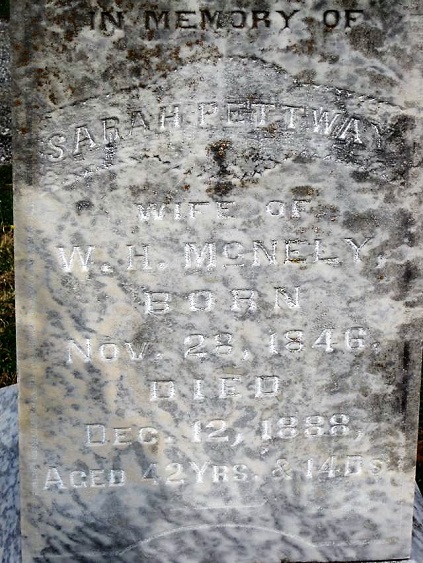 IN MEMORY OF
SARAH PETTWAY
WIFE OF
W. H. McNELY,
BORN
NOV. 28, 1846.
DIED
DEC. 12, 1888,
AGED 42 YRS. & 14 DS.